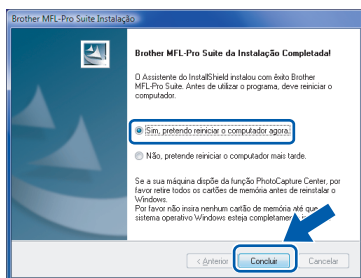 Brother MFL-Pro Suite Instalação
Brother MFL-Pro Suite da Instalação Completada!
O Assistente do InstallShield instalou com êxito Brother
MFL-Pro Suite. Antes de utilizar o programa, deve reiniciar o
computador.
Sim, pretendo reiniciar o computador agora.
Não, pretende reiniciar o computador mais tarde.
Se a sua máquina dispõe da função PhotoCapture Center, por
favor retire todos os cartões de memória antes de reinstalar o
Windows.
Por favor não insira nenhum cartão de memória até que
sistema operativo Windows esteja completamen
< Anterior
Concluir
Cancelar